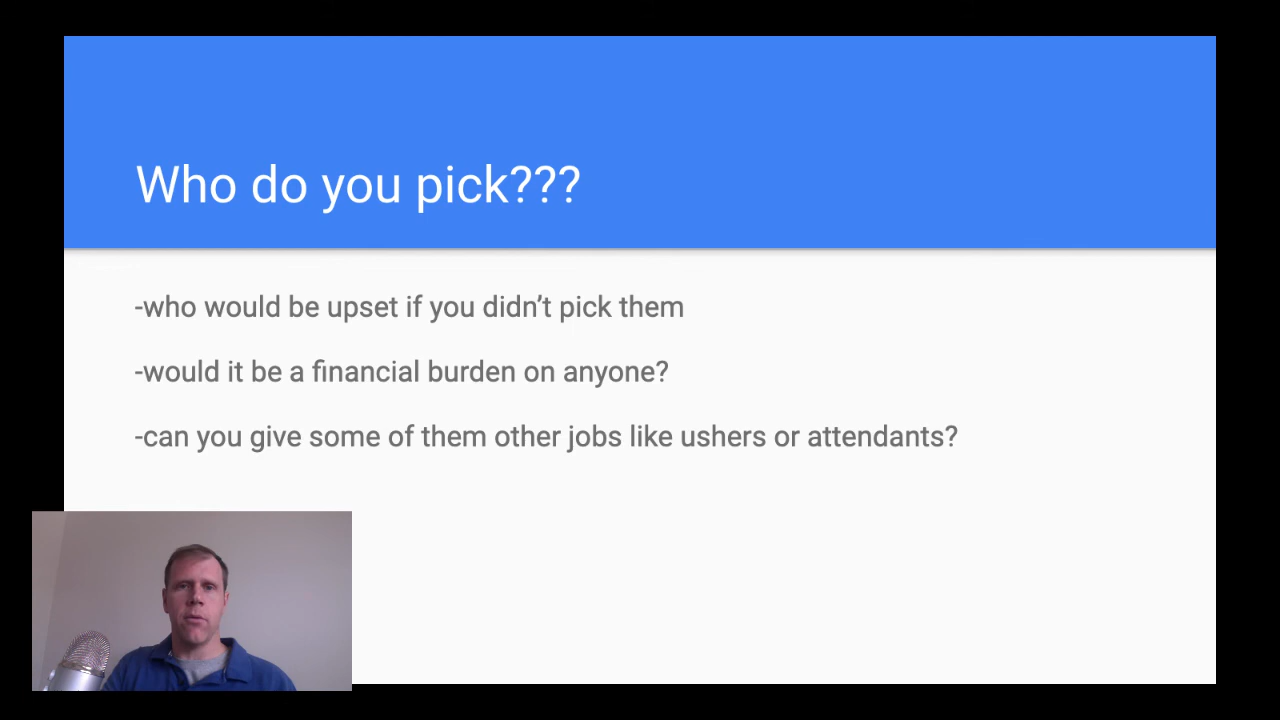 Who do you pick???
-who would be upset if you didn’t pick them
-would it be a financial burden on anyone?
-can you give some of them other jobs like ushers or attendants?